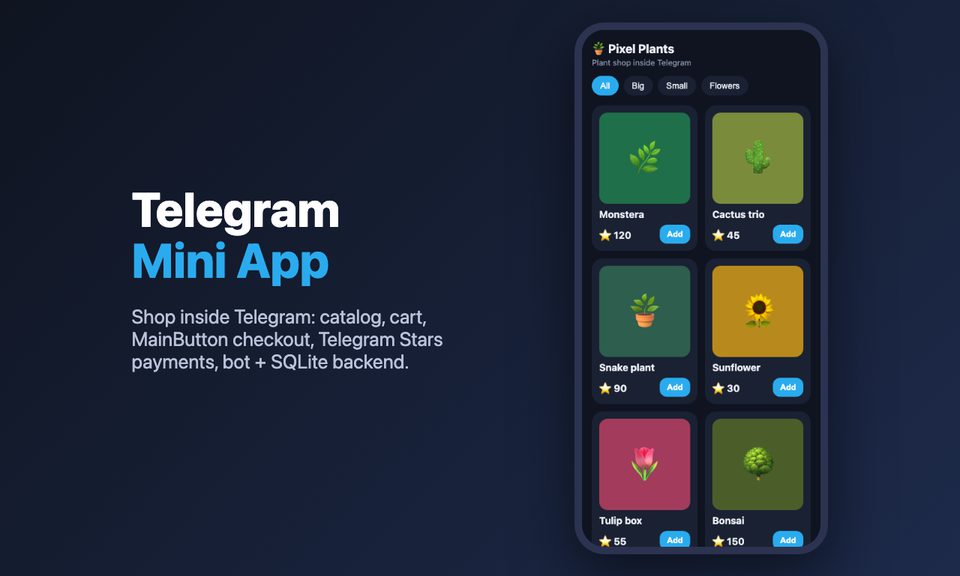 Telegram
Mini App
Shop inside Telegram: catalog, cart,
MainButton checkout, Telegram Stars
payments, bot + SQLite backend.
Pixel Plants
Plant shop inside Telegram
All Big Small Flowers
Monstera
120 Add
Cactus trio
45 Add
Snake plant
90 Add
Sunflower
30 Add
Tulip box
55 Add
Bonsai
150 Add